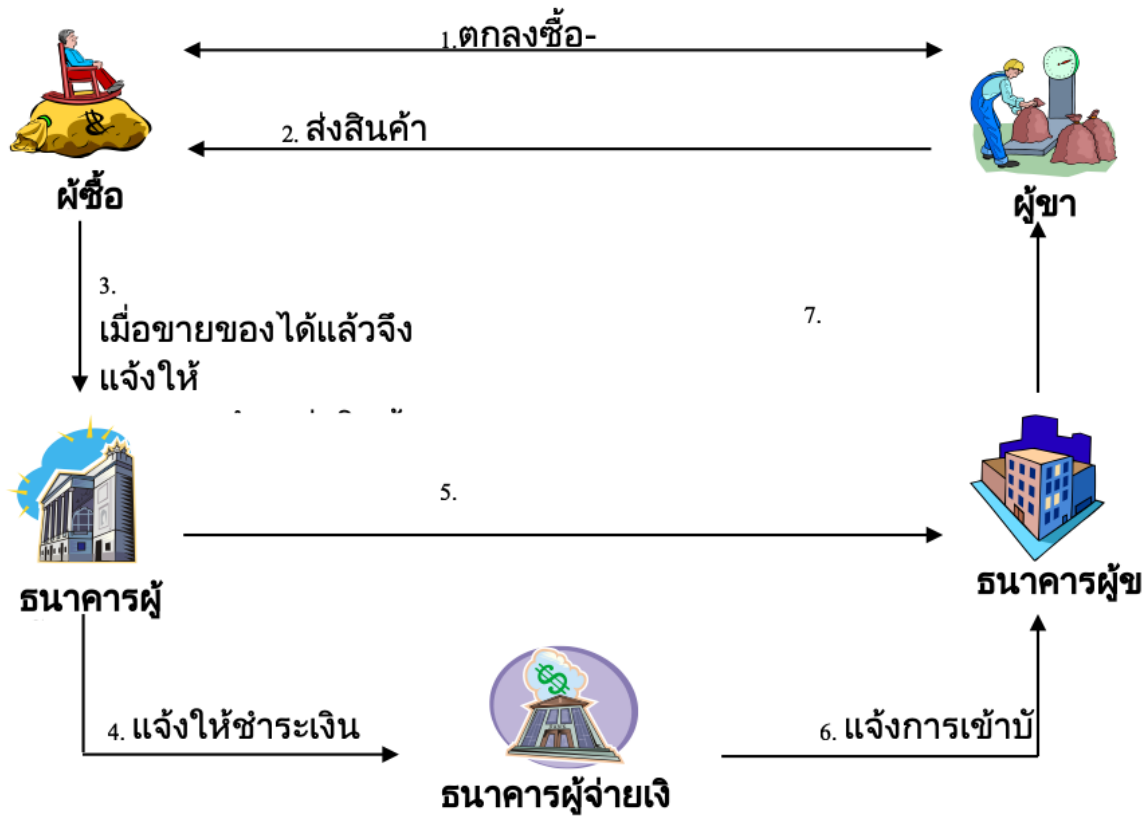 1.ตกลงซื้อ-
2. ส่งสินค้า
ผ้ซื้อ
ผู้ขา
3.
เมื่อขายของได้แล้วจึง
แจ้งให้
7.
5.
ธนาคารผู้
ธนาคารผู้ข
4. แจ้งให้ชำระเงิน
6. แจ้งการเข้าบั
ธนาคารผู้จ่ายเงิ